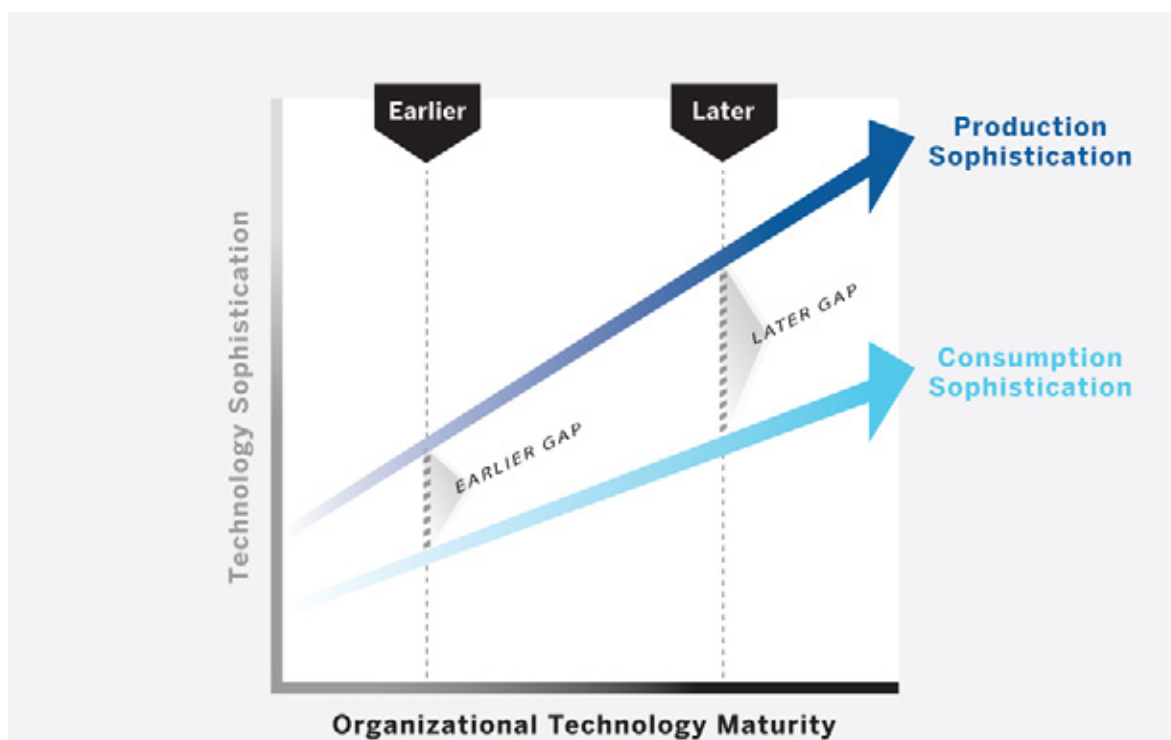 Earlier
Later
Production
Sophistication
Technology Sophistication
LATER GAP
Consumption
Sophistication
EARLIER GAP
Organizational Technology Maturity